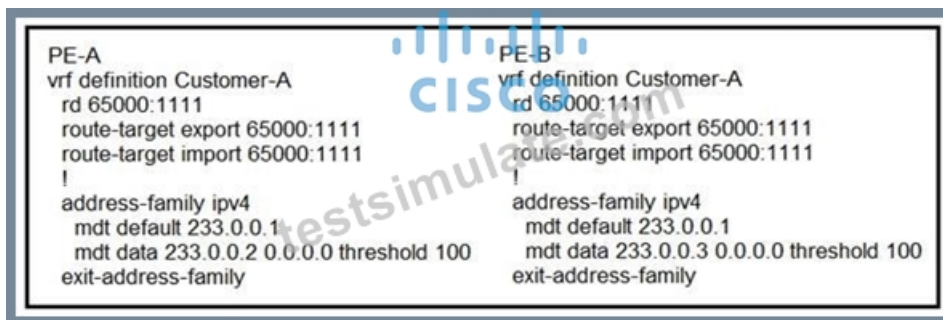 PE-A
vrf definition Customer-A
rd 65000:1111
route-target export 65000:1111
route-target import 65000:1111
!
address-family ipv4
mdt default 233.0.0.1
mdt data 233.0.0.2 0.0.0.0 threshold 100
exit-address-family
PE-B
vrf definition Customer-A
rd 65000:1111
route-target export 65000:1111
route-target import 65000:1111
!
address-family ipv4
mdt default 233.0.0.1
mdt data 233.0.0.3 0.0.0.0 threshold 100
exit-address-family
CISCO
testsimulate.com